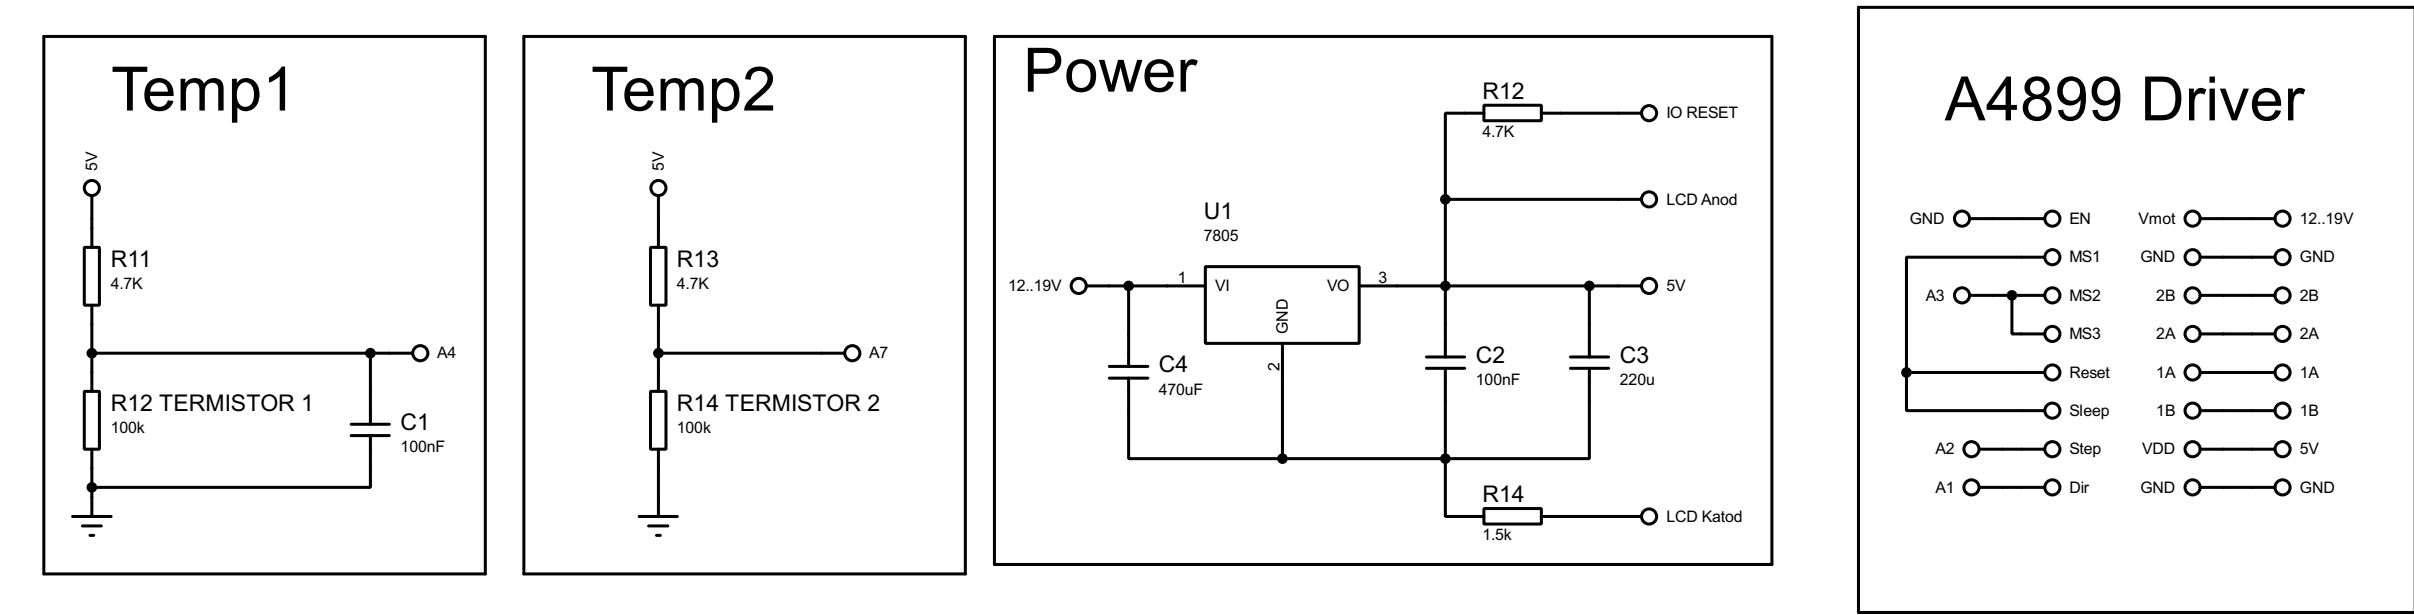 Temp1
5V
R11
4.7K
A4
R12 TERMISTOR 1
100k
C1
100nF
Temp2
5V
R13
4.7K
A7
R14 TERMISTOR 2
100k
Power
R12
4.7K
IO RESET
LCD Anod
U1
7805
12..19V
1
VI
VO
3
5V
GND
2
C4
470uF
C2
100nF
C3
220u
R14
1.5k
LCD Katod
A4899 Driver
GND EN Vmot 12..19V
MS1 GND GND
A3 MS2 2B 2B
MS3 2A 2A
Reset 1A 1A
Sleep 1B 1B
A2 Step VDD 5V
A1 Dir GND GND